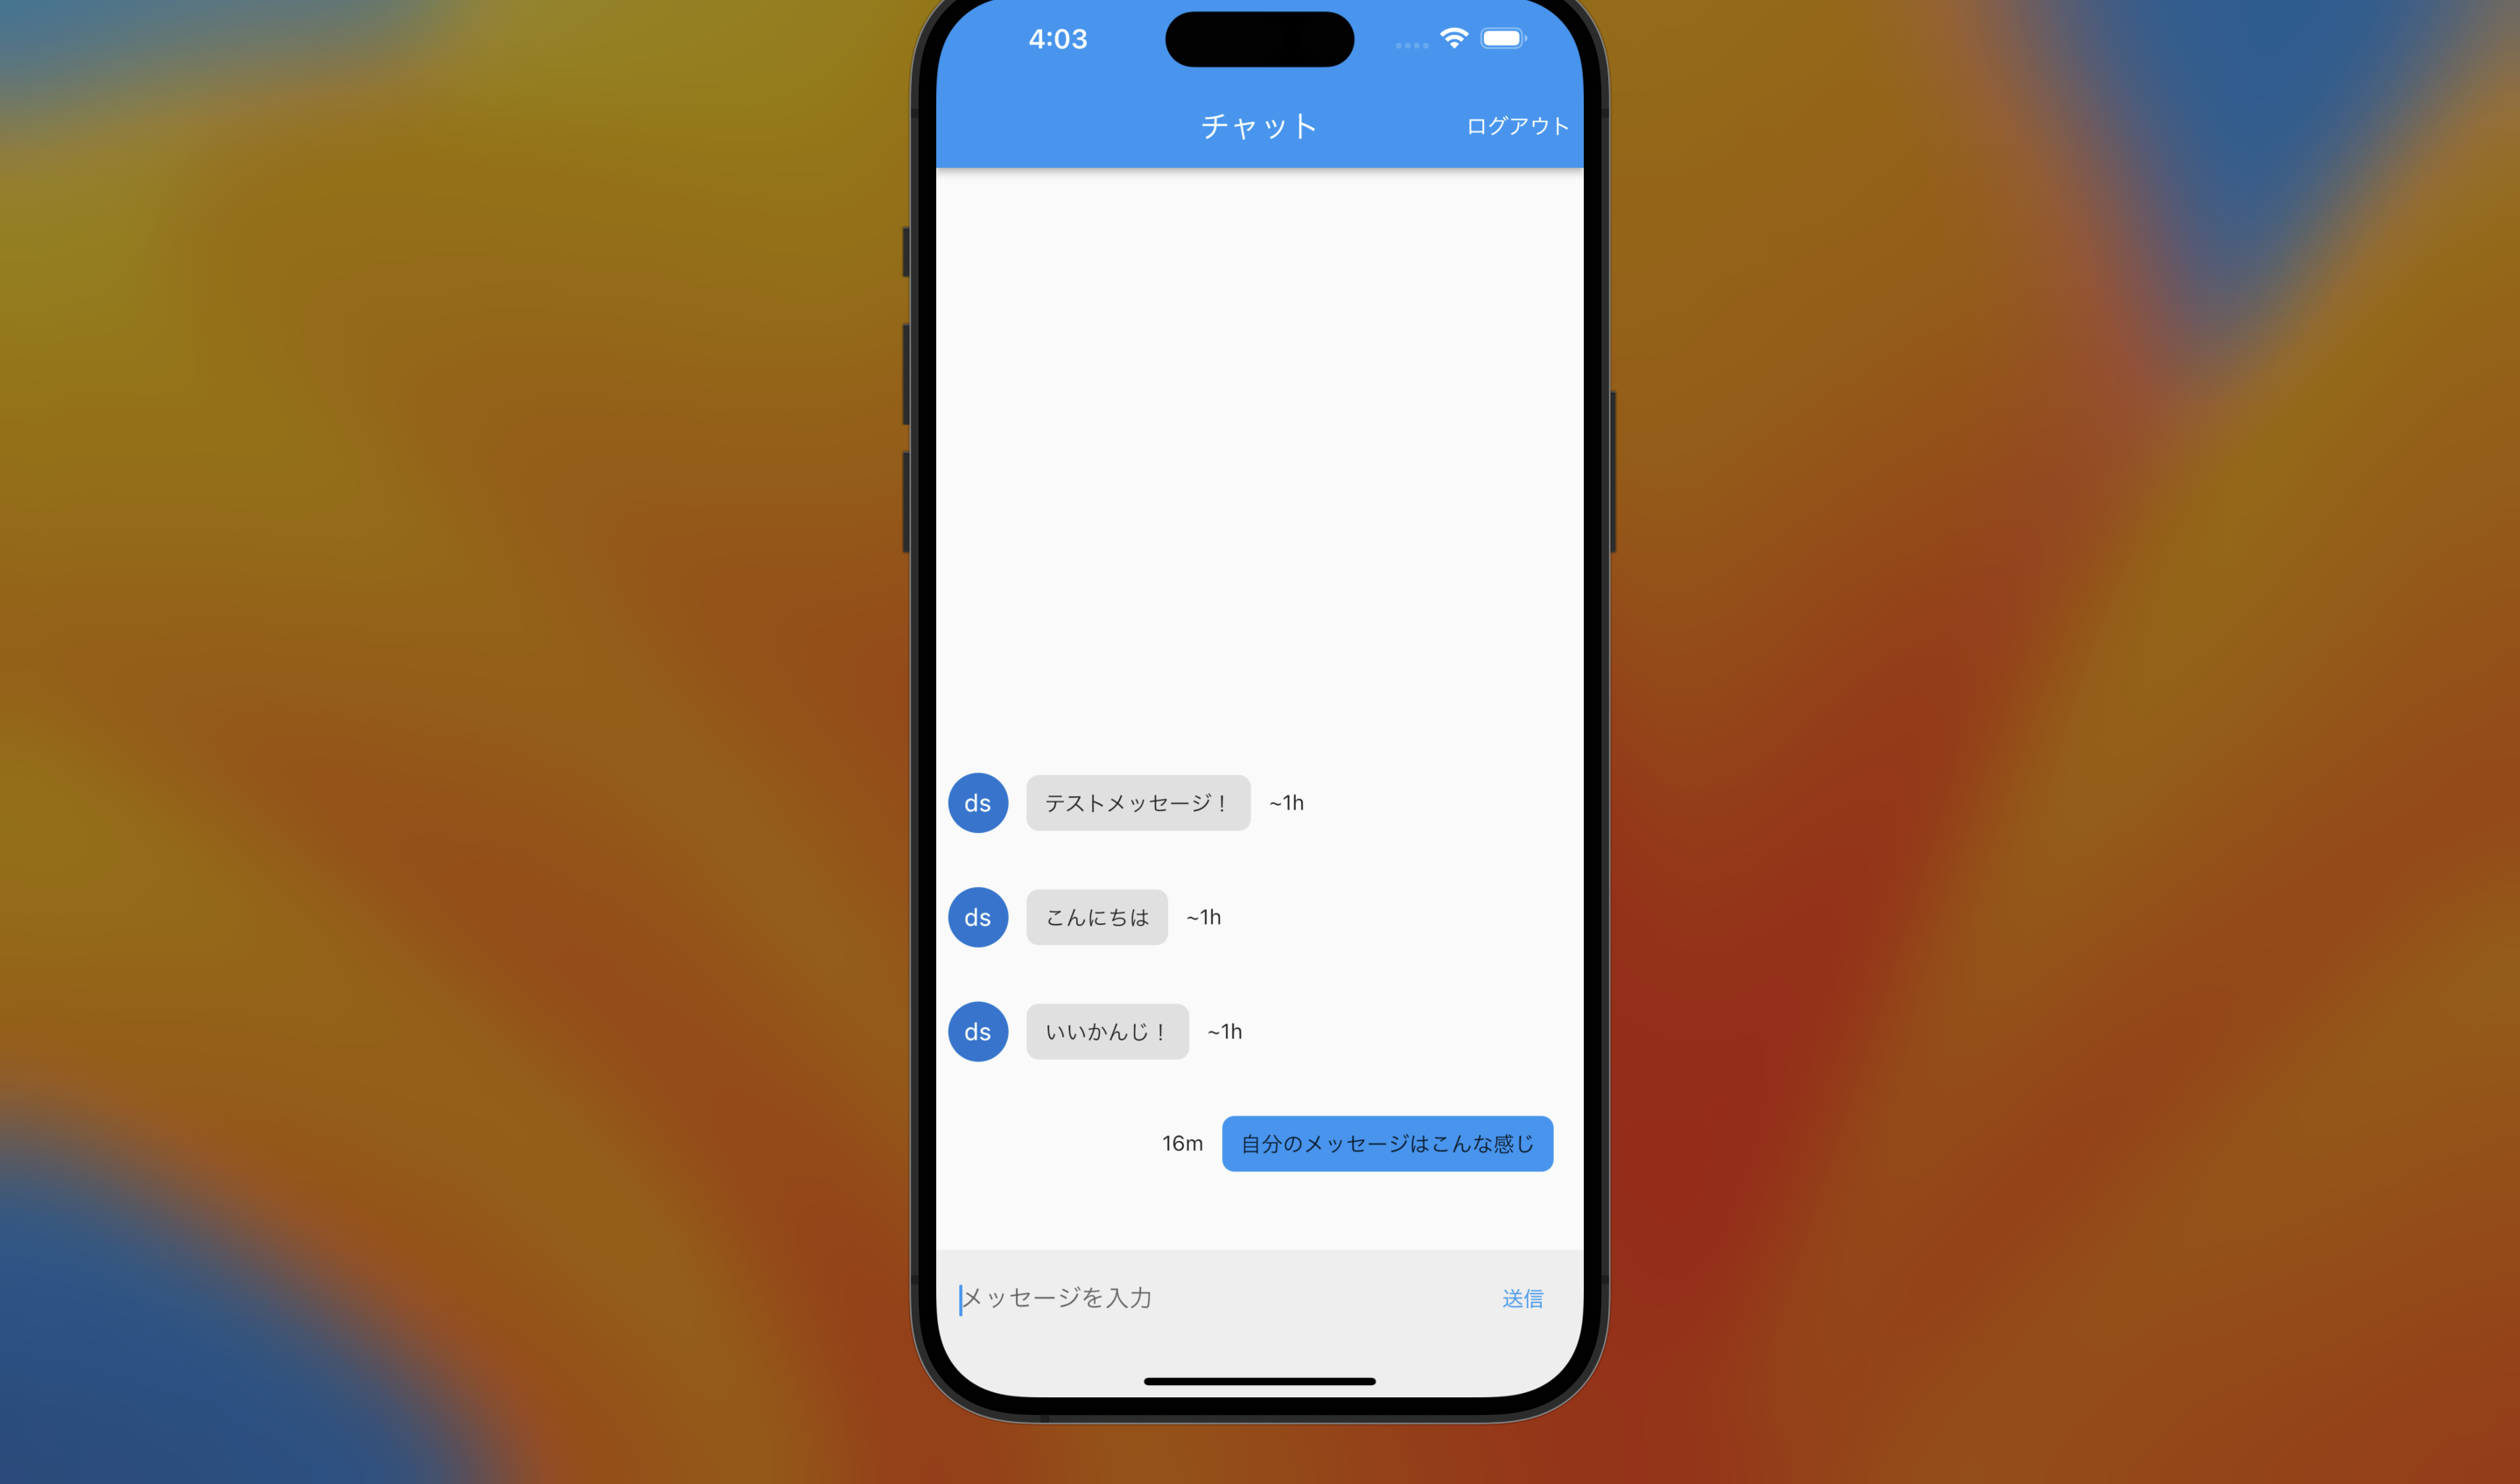 4:03
チャット
ログアウト
ds テストメッセージ！ ~1h
ds こんにちは ~1h
ds いいかんじ！ ~1h
16m 自分のメッセージはこんな感じ
メッセージを入力 送信